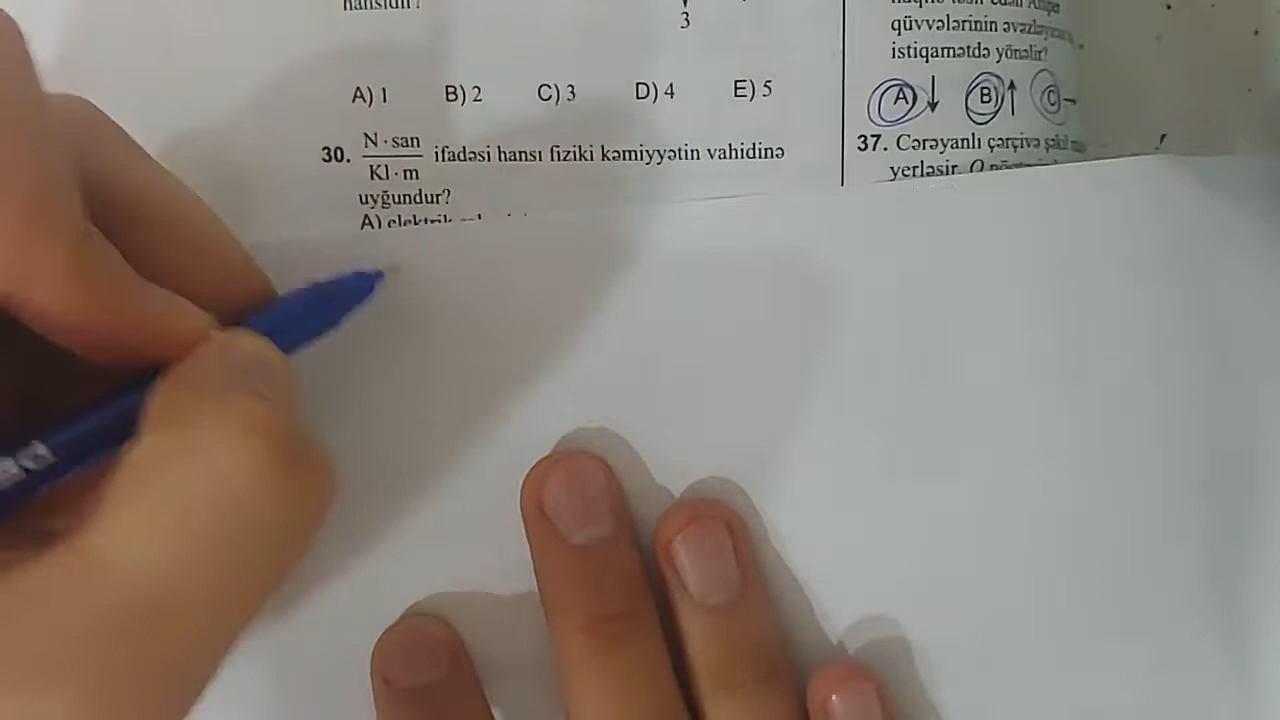 3
A) 1 B) 2 C) 3 D) 4 E) 5
30. N · san / Kl · m ifadəsi hansı fiziki kəmiyyətin vahidinə
uyğundur?
A) elektrik
qüvvələrinin
istiqamətdə yönəlir?
A) ↓ B) ↑ C)
37. Cərəyanlı çərçivə
yerləşir. O